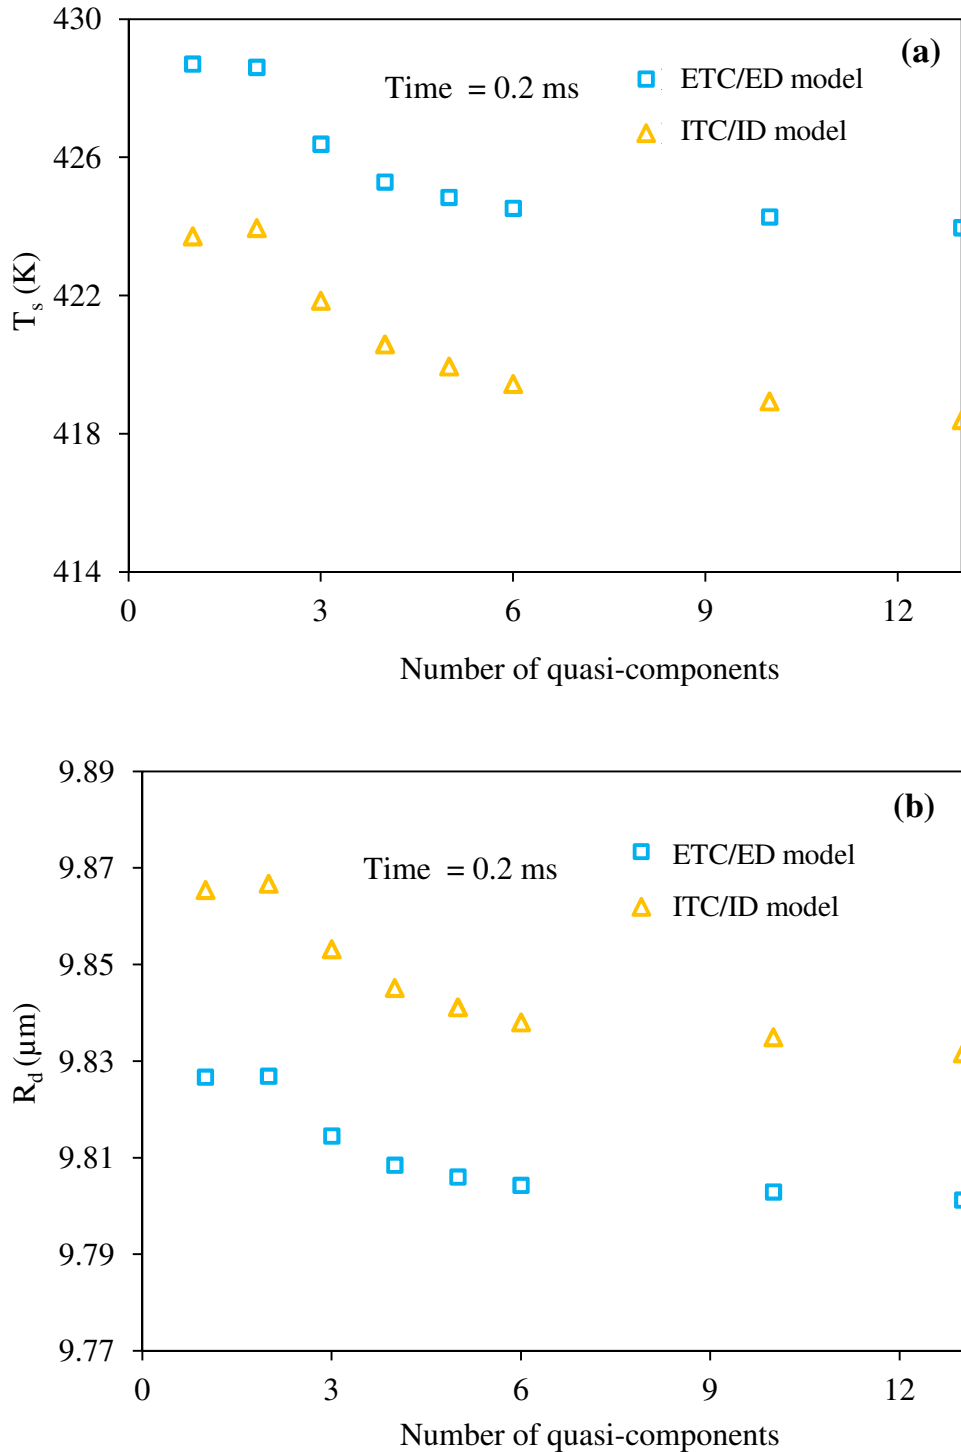 430
(a)
Time = 0.2 ms
ETC/ED model
ITC/ID model
426
422
418
414
T_s (K)
0
3
6
9
12
Number of quasi-components
9.89
(b)
Time = 0.2 ms
ETC/ED model
ITC/ID model
9.87
9.85
9.83
9.81
9.79
9.77
R_d (μm)
0
3
6
9
12
Number of quasi-components